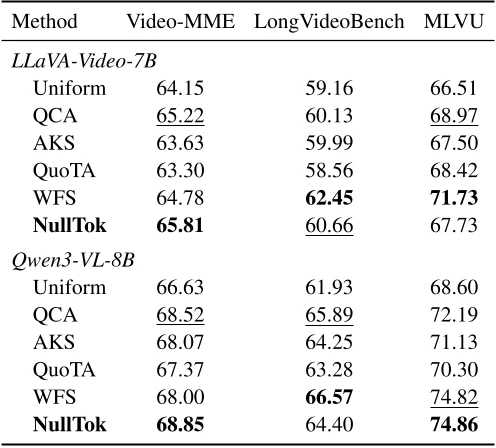 Method Video-MME LongVideoBench MLVU
LLaVA-Video-7B
Uniform 64.15 59.16 66.51
QCA 65.22 60.13 68.97
AKS 63.63 59.99 67.50
QuoTA 63.30 58.56 68.42
WFS 64.78 62.45 71.73
NullTok 65.81 60.66 67.73
Qwen3-VL-8B
Uniform 66.63 61.93 68.60
QCA 68.52 65.89 72.19
AKS 68.07 64.25 71.13
QuoTA 67.37 63.28 70.30
WFS 68.00 66.57 74.82
NullTok 68.85 64.40 74.86